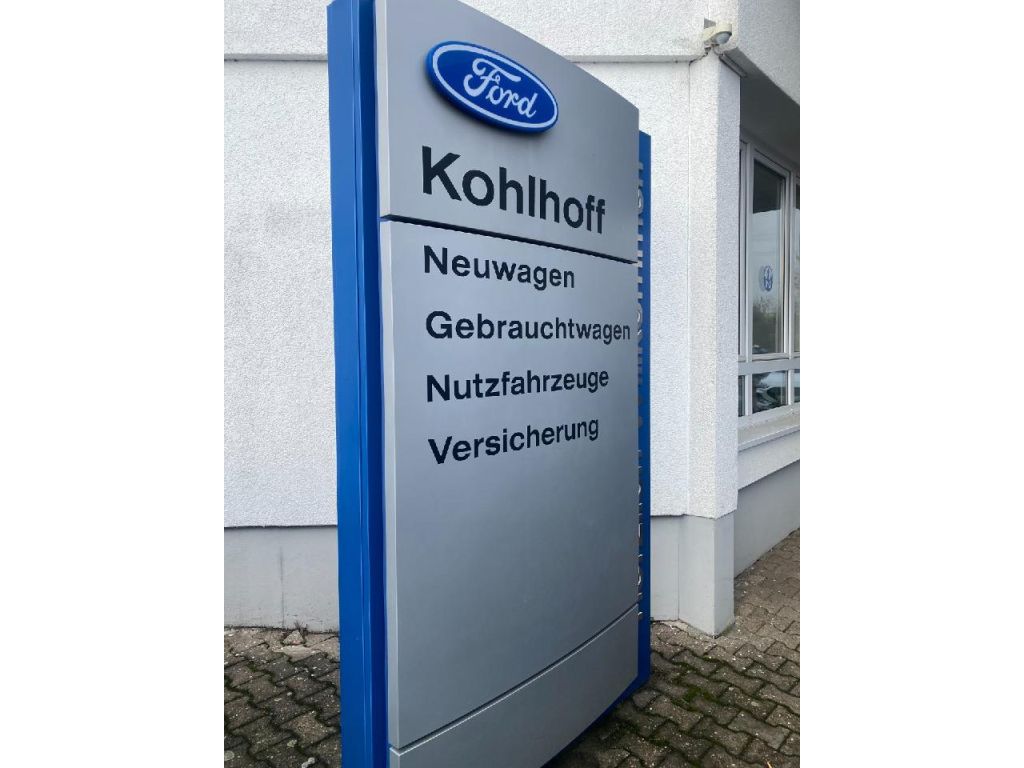 Ford
Kohlhoff
Neuwagen
Gebrauchtwagen
Nutzfahrzeuge
Versicherung